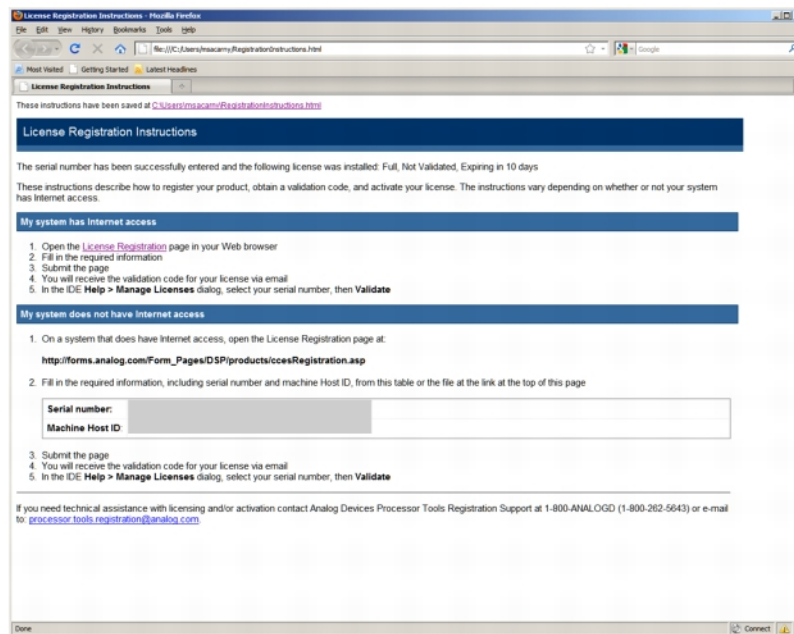 License Registration Instructions - Mozilla Firefox
File Edit View History Bookmarks Tools Help
file:///C:/Users/msacarny/RegistrationInstructions.html
Google
Most Visited Getting Started Latest Headlines
License Registration Instructions
These instructions have been saved at C:\Users\msacarny\RegistrationInstructions.html
License Registration Instructions
The serial number has been successfully entered and the following license was installed: Full, Not Validated, Expiring in 10 days
These instructions describe how to register your product, obtain a validation code, and activate your license. The instructions vary depending on whether or not your system
has Internet access.
My system has Internet access
1. Open the License Registration page in your Web browser
2. Fill in the required information
3. Submit the page
4. You will receive the validation code for your license via email
5. In the IDE Help > Manage Licenses dialog, select your serial number, then Validate
My system does not have Internet access
1. On a system that does have Internet access, open the License Registration page at:
http://forms.analog.com/Form_Pages/DSP/products/ccesRegistration.asp
2. Fill in the required information, including serial number and machine Host ID, from this table or the file at the link at the top of this page
Serial number:
Machine Host ID:
3. Submit the page
4. You will receive the validation code for your license via email
5. In the IDE Help > Manage Licenses dialog, select your serial number, then Validate
If you need technical assistance with licensing and/or activation contact Analog Devices Processor Tools Registration Support at 1-800-ANALOGD (1-800-262-5643) or e-mail
to: processor.tools.registration@analog.com.
Done
Connect